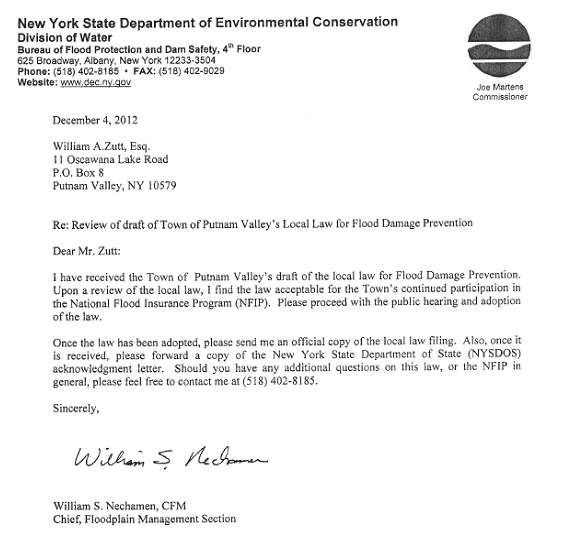 New York State Department of Environmental Conservation
Division of Water
Bureau of Flood Protection and Dam Safety, 4th Floor
625 Broadway, Albany, New York 12233-3504
Phone: (518) 402-8185 • FAX: (518) 402-9029
Website: www.dec.ny.gov
Joe Martens
Commissioner
December 4, 2012
William A.Zutt, Esq.
11 Oscawana Lake Road
P.O. Box 8
Putnam Valley, NY 10579
Re: Review of draft of Town of Putnam Valley's Local Law for Flood Damage Prevention
Dear Mr. Zutt:
I have received the Town of Putnam Valley's draft of the local law for Flood Damage Prevention.
Upon a review of the local law, I find the law acceptable for the Town's continued participation in
the National Flood Insurance Program (NFIP). Please proceed with the public hearing and adoption
of the law.
Once the law has been adopted, please send me an official copy of the local law filing. Also, once it
is received, please forward a copy of the New York State Department of State (NYSDOS)
acknowledgment letter. Should you have any additional questions on this law, or the NFIP in
general, please feel free to contact me at (518) 402-8185.
Sincerely,
William S. Nechamen
William S. Nechamen, CFM
Chief, Floodplain Management Section